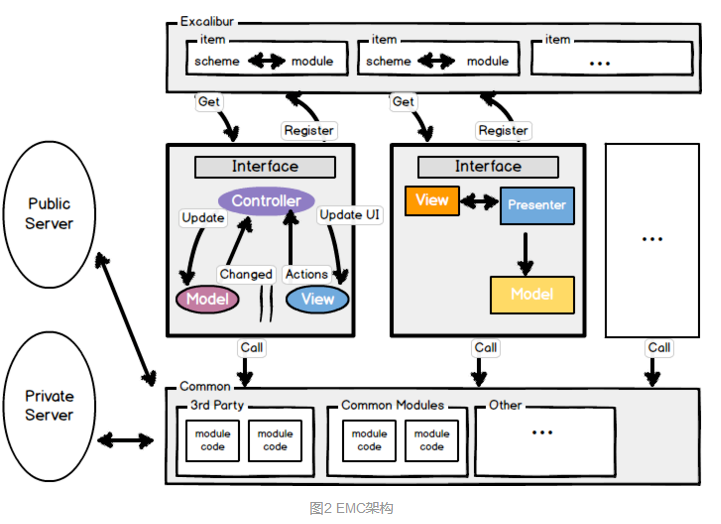 Excalibur
item
item
item
scheme
module
scheme
module
...
Get
Register
Get
Register
Public
Server
Interface
Controller
Update
Update UI
Changed
Actions
Model
View
Interface
View
Presenter
Model
...
Call
Call
Call
Private
Server
Common
3rd Party
Common Modules
Other
module
code
module
code
module
code
module
code
...
图2 EMC架构